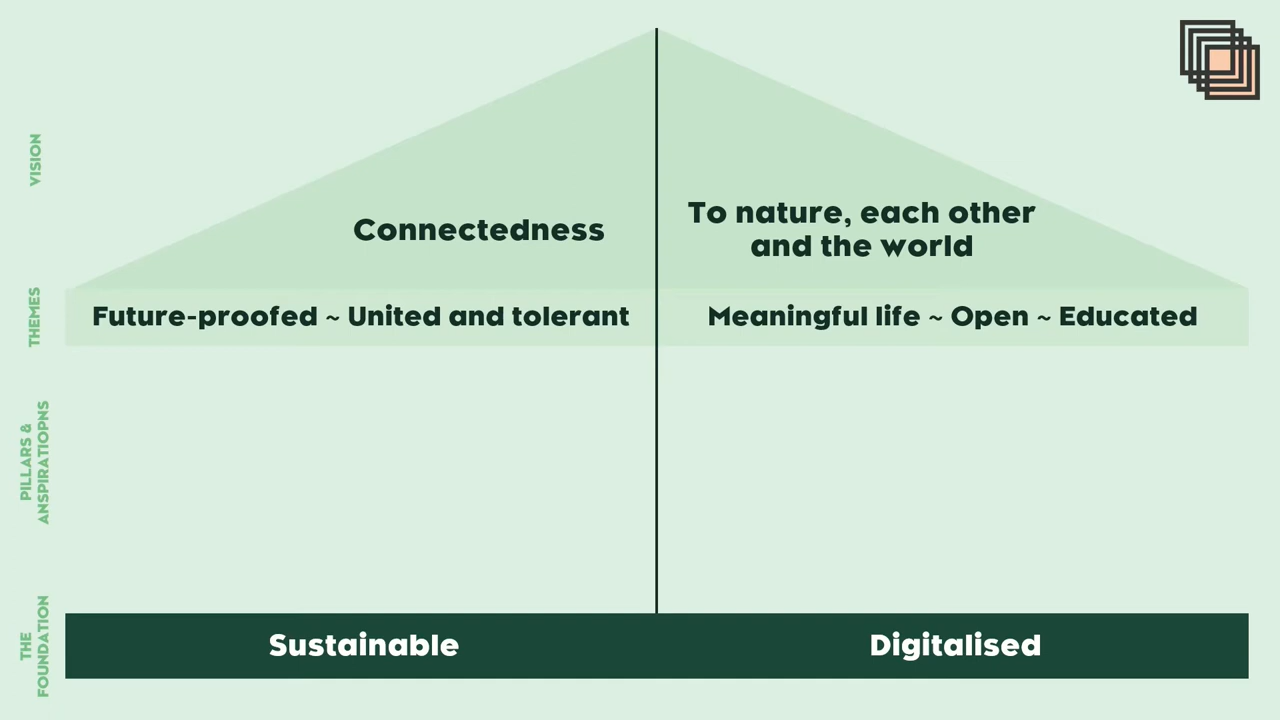 VISION
Connectedness
To nature, each other
and the world
THEMES
Future-proofed ~ United and tolerant
Meaningful life ~ Open ~ Educated
PILLARS &
ANSPIRATIOPNS
THE
FOUNDATION
Sustainable
Digitalised